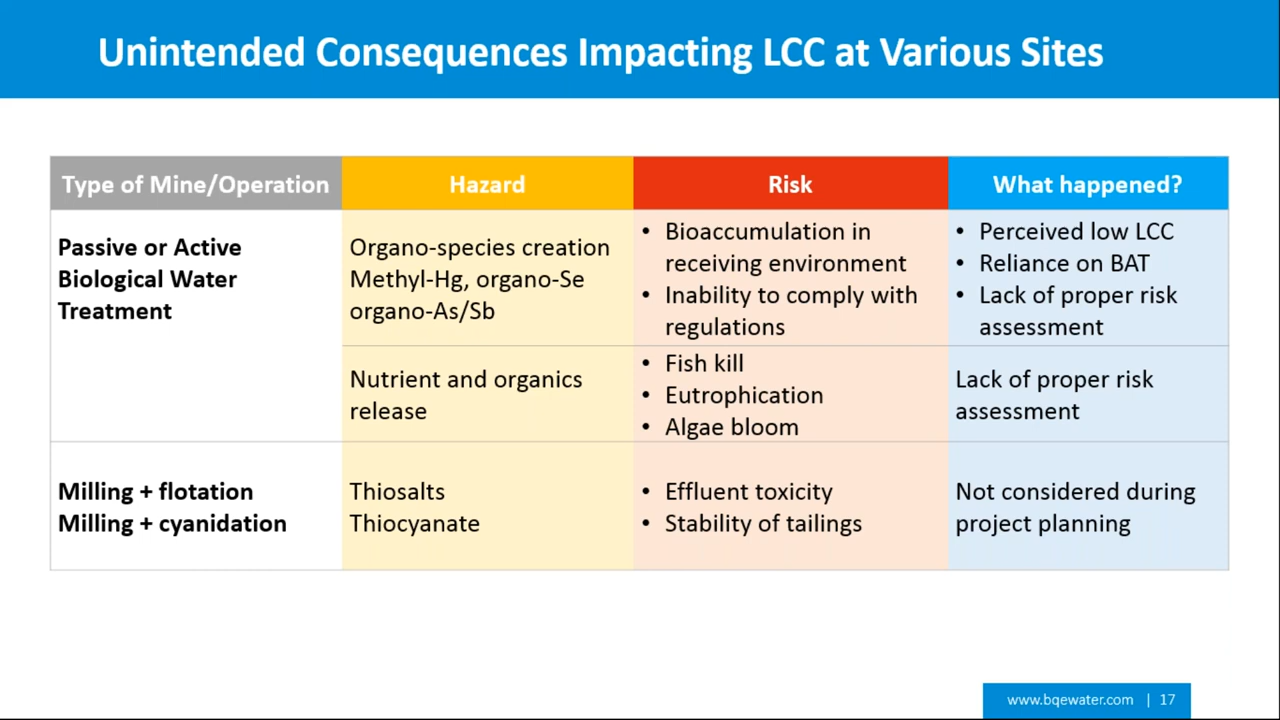 Unintended Consequences Impacting LCC at Various Sites
Type of Mine/Operation
Hazard
Risk
What happened?
Passive or Active
Biological Water
Treatment
Organo-species creation
Methyl-Hg, organo-Se
organo-As/Sb
• Bioaccumulation in
receiving environment
• Inability to comply with
regulations
• Perceived low LCC
• Reliance on BAT
• Lack of proper risk
assessment
Nutrient and organics
release
• Fish kill
• Eutrophication
• Algae bloom
Lack of proper risk
assessment
Milling + flotation
Milling + cyanidation
Thiosalts
Thiocyanate
• Effluent toxicity
• Stability of tailings
Not considered during
project planning
www.bqewater.com | 17